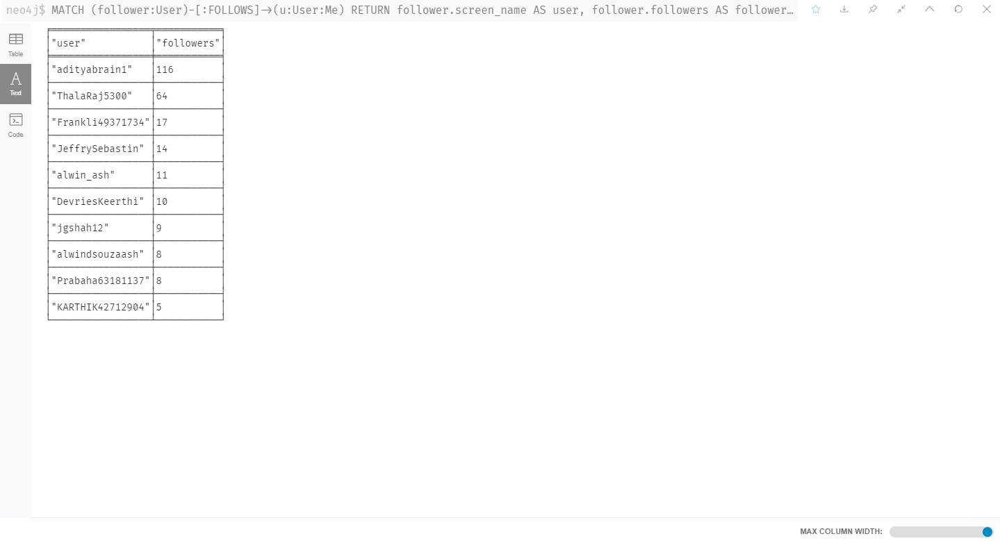 neo4j$ MATCH (follower:User)-[:FOLLOWS]→(u:User:Me) RETURN follower.screen_name AS user, follower.followers AS follower…
Table
Text
Code
"user" "followers"
"adityabrain1" 116
"ThalaRaj5300" 64
"Frankli49371734" 17
"JeffrySebastin" 14
"alwin_ash" 11
"DevriesKeerthi" 10
"jgshah12" 9
"alwindsouzaash" 8
"Prabaha63181137" 8
"KARTHIK42712904" 5
MAX COLUMN WIDTH: